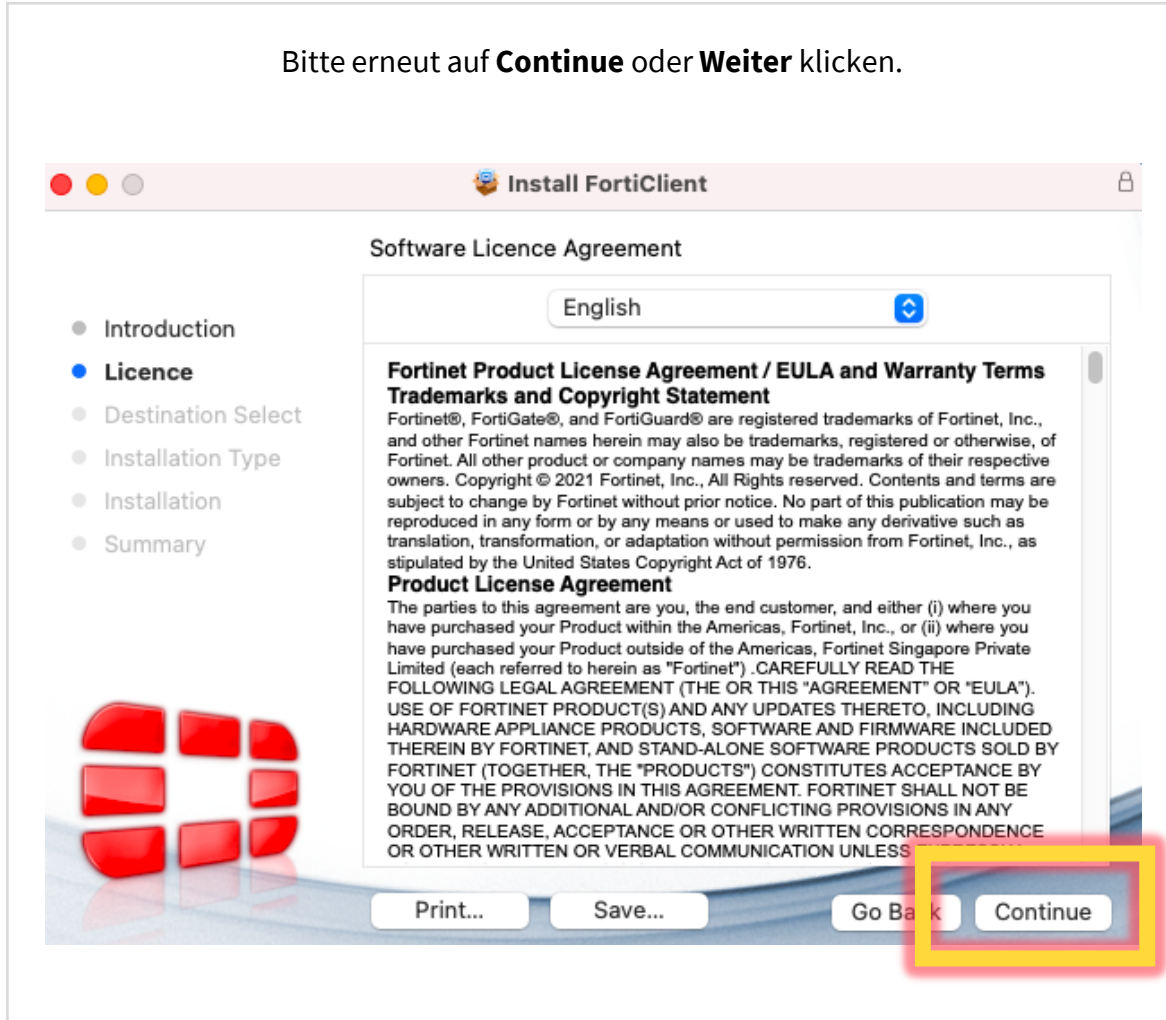 Bitte erneut auf Continue oder Weiter klicken.
Install FortiClient
Software Licence Agreement
English
Introduction
Licence
Destination Select
Installation Type
Installation
Summary
Fortinet Product License Agreement / EULA and Warranty Terms
Trademarks and Copyright Statement
Fortinet®, FortiGate®, and FortiGuard® are registered trademarks of Fortinet, Inc.,
and other Fortinet names herein may also be trademarks, registered or otherwise, of
Fortinet. All other product or company names may be trademarks of their respective
owners. Copyright © 2021 Fortinet, Inc., All Rights reserved. Contents and terms are
subject to change by Fortinet without prior notice. No part of this publication may be
reproduced in any form or by any means or used to make any derivative such as
translation, transformation, or adaptation without permission from Fortinet, Inc., as
stipulated by the United States Copyright Act of 1976.
Product License Agreement
The parties to this agreement are you, the end customer, and either (i) where you
have purchased your Product within the Americas, Fortinet, Inc., or (ii) where you
have purchased your Product outside of the Americas, Fortinet Singapore Private
Limited (each referred to herein as "Fortinet") .CAREFULLY READ THE
FOLLOWING LEGAL AGREEMENT (THE OR THIS "AGREEMENT" OR "EULA").
USE OF FORTINET PRODUCT(S) AND ANY UPDATES THERETO, INCLUDING
HARDWARE APPLIANCE PRODUCTS, SOFTWARE AND FIRMWARE INCLUDED
THEREIN BY FORTINET, AND STAND-ALONE SOFTWARE PRODUCTS SOLD BY
FORTINET (TOGETHER, THE "PRODUCTS") CONSTITUTES ACCEPTANCE BY
YOU OF THE PROVISIONS IN THIS AGREEMENT. FORTINET SHALL NOT BE
BOUND BY ANY ADDITIONAL AND/OR CONFLICTING PROVISIONS IN ANY
ORDER, RELEASE, ACCEPTANCE OR OTHER WRITTEN CORRESPONDENCE
OR OTHER WRITTEN OR VERBAL COMMUNICATION UNLESS
Print... Save... Go Back Continue